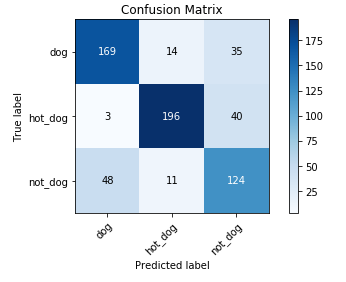 Confusion Matrix
True label
dog
169 14 35
hot_dog
3 196 40
not_dog
48 11 124
dog hot_dog not_dog
Predicted label
175
150
125
100
75
50
25